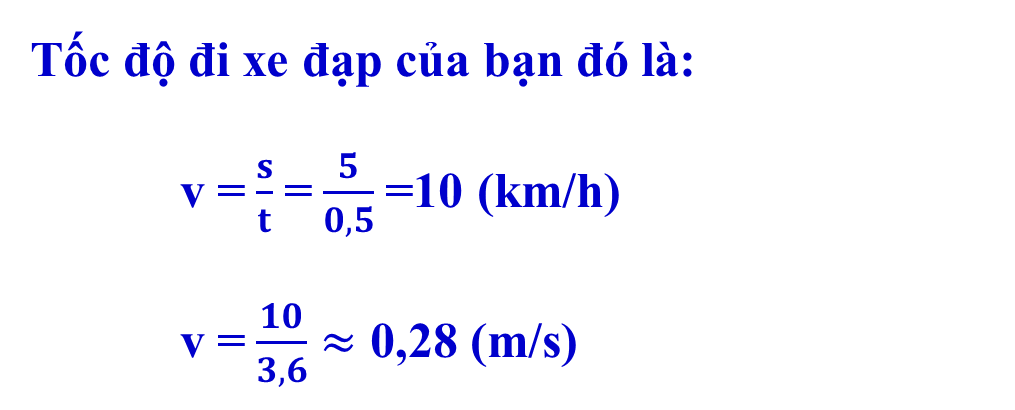 Tốc độ đi xe đạp của bạn đó là:
v = s/t = 5/0,5 =10 (km/h)
v = 10/3,6 ≈ 0,28 (m/s)